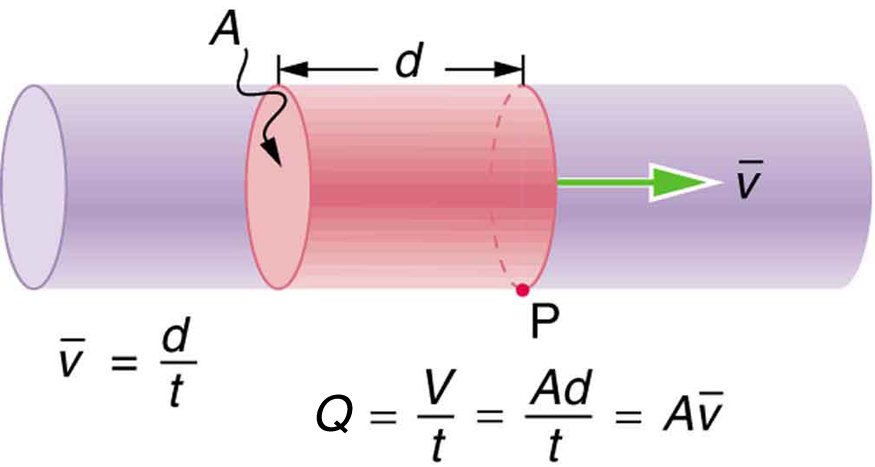 A
d
v̄
P
v̄ = d/t
Q = V/t = Ad/t = Av̄